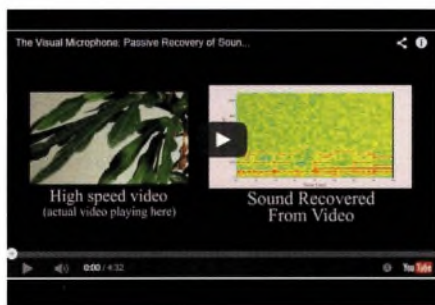 The Visual Microphone: Passive Recovery of Soun...
High speed video
(actual video playing here)
Sound Recovered
From Video
0:00 / 4:32
YouTube